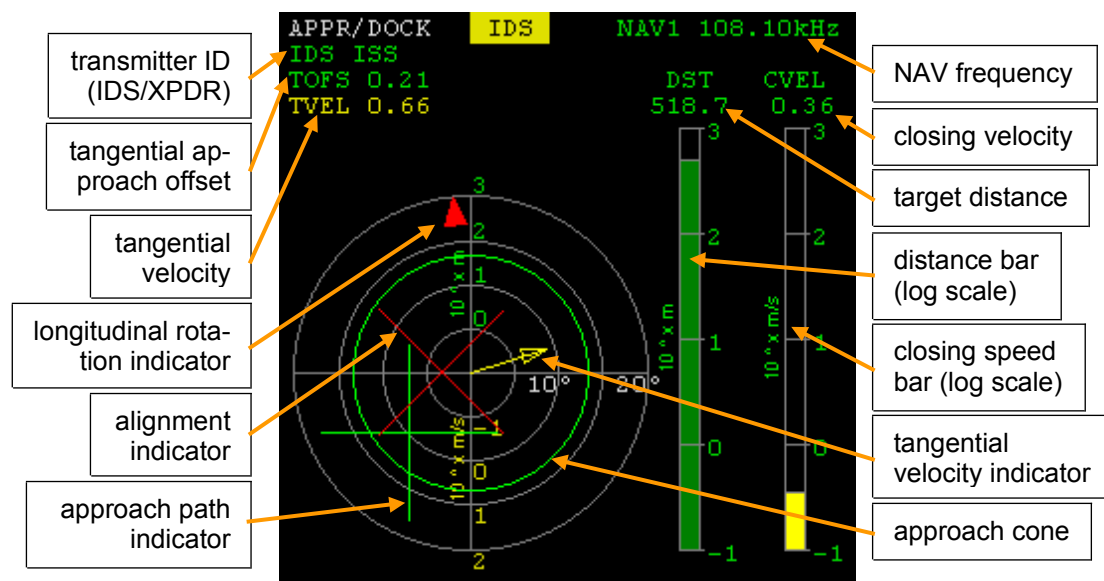 transmitter ID
(IDS/XPDR)
tangential ap-
proach offset
tangential
velocity
longitudinal rota-
tion indicator
alignment
indicator
approach path
indicator
APPR/DOCK IDS NAV1 108.10kHz
IDS ISS
TOFS 0.21 DST CVEL
TVEL 0.66 518.7 0.36
3
2
1
0
10^x m
10° 20°
-1
0
1
2
10^x m/s
3
2
1
0
-1
10^x m
3
2
1
0
-1
10^x m/s
NAV frequency
closing velocity
target distance
distance bar
(log scale)
closing speed
bar (log scale)
tangential
velocity indicator
approach cone